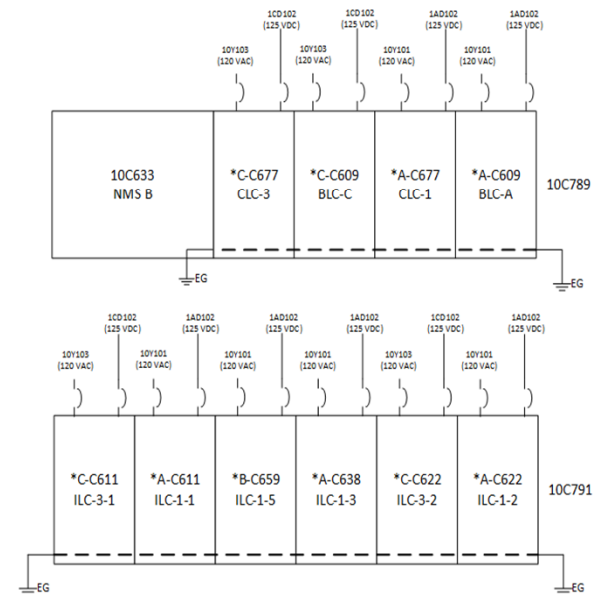 1CD102
(125 VDC)
1CD102
(125 VDC)
1AD102
(125 VDC)
1AD102
(125 VDC)
10Y103
(120 VAC)
10Y103
(120 VAC)
10Y101
(120 VAC)
10Y101
(120 VAC)
10C633
NMS B
*C-C677
CLC-3
*C-C609
BLC-C
*A-C677
CLC-1
*A-C609
BLC-A
10C789
EG
EG
1CD102
(125 VDC)
1AD102
(125 VDC)
1AD102
(125 VDC)
1AD102
(125 VDC)
1CD102
(125 VDC)
1AD102
(125 VDC)
10Y103
(120 VAC)
10Y101
(120 VAC)
10Y101
(120 VAC)
10Y101
(120 VAC)
10Y103
(120 VAC)
10Y101
(120 VAC)
*C-C611
ILC-3-1
*A-C611
ILC-1-1
*B-C659
ILC-1-5
*A-C638
ILC-1-3
*C-C622
ILC-3-2
*A-C622
ILC-1-2
10C791
EG
EG